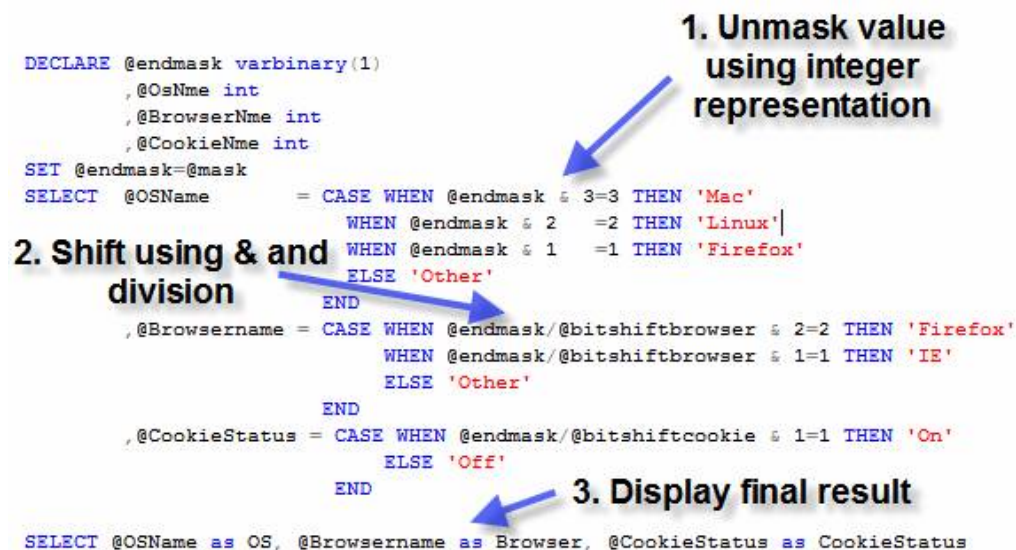 1. Unmask value
using integer
representation
DECLARE @endmask varbinary(1)
,@OsNme int
,@BrowserNme int
,@CookieNme int
SET @endmask=@mask
SELECT @OSName = CASE WHEN @endmask & 3=3 THEN 'Mac'
WHEN @endmask & 2 =2 THEN 'Linux'
WHEN @endmask & 1 =1 THEN 'Firefox'
ELSE 'Other'
END
2. Shift using & and
division
,@Browsername = CASE WHEN @endmask/@bitshiftbrowser & 2=2 THEN 'Firefox'
WHEN @endmask/@bitshiftbrowser & 1=1 THEN 'IE'
ELSE 'Other'
END
,@CookieStatus = CASE WHEN @endmask/@bitshiftcookie & 1=1 THEN 'On'
ELSE 'Off'
END
3. Display final result
SELECT @OSName as OS, @Browsername as Browser, @CookieStatus as CookieStatus